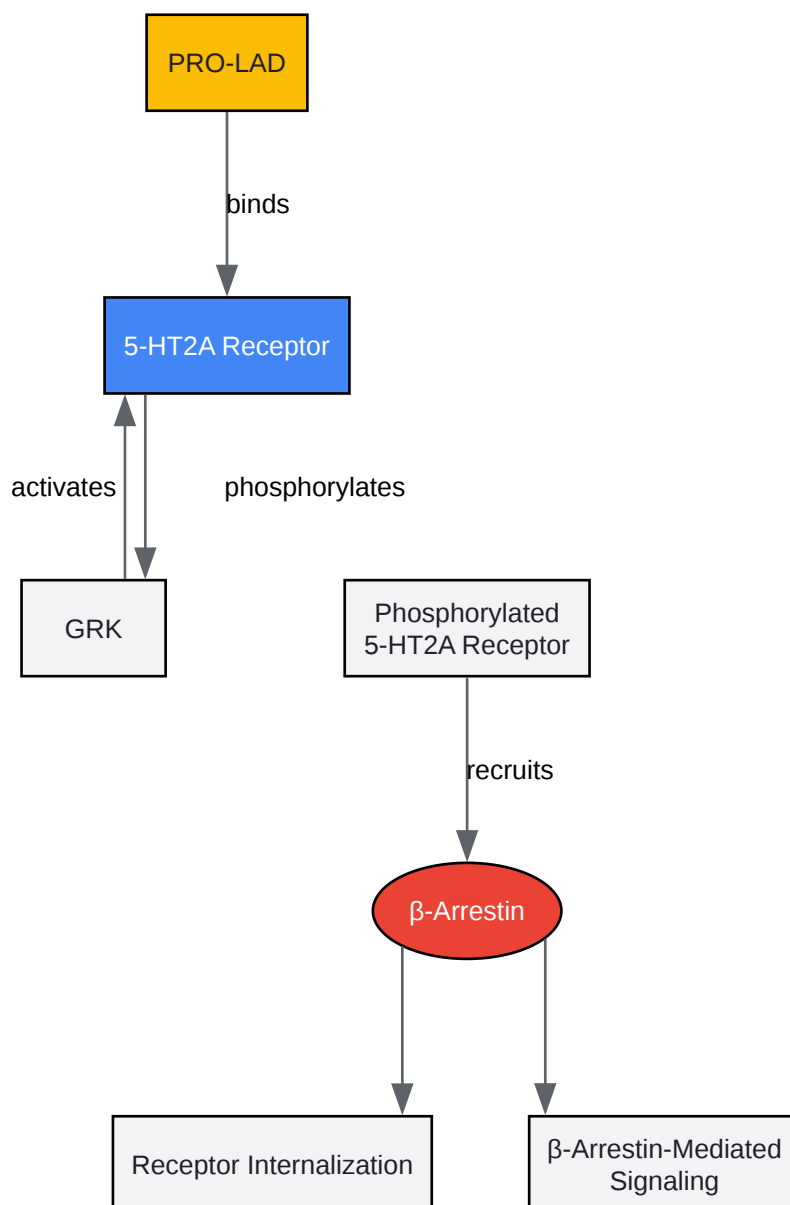 PRO-LAD
binds
5-HT2A Receptor
activates
phosphorylates
GRK
Phosphorylated
5-HT2A Receptor
recruits
β-Arrestin
Receptor Internalization
β-Arrestin-Mediated
Signaling